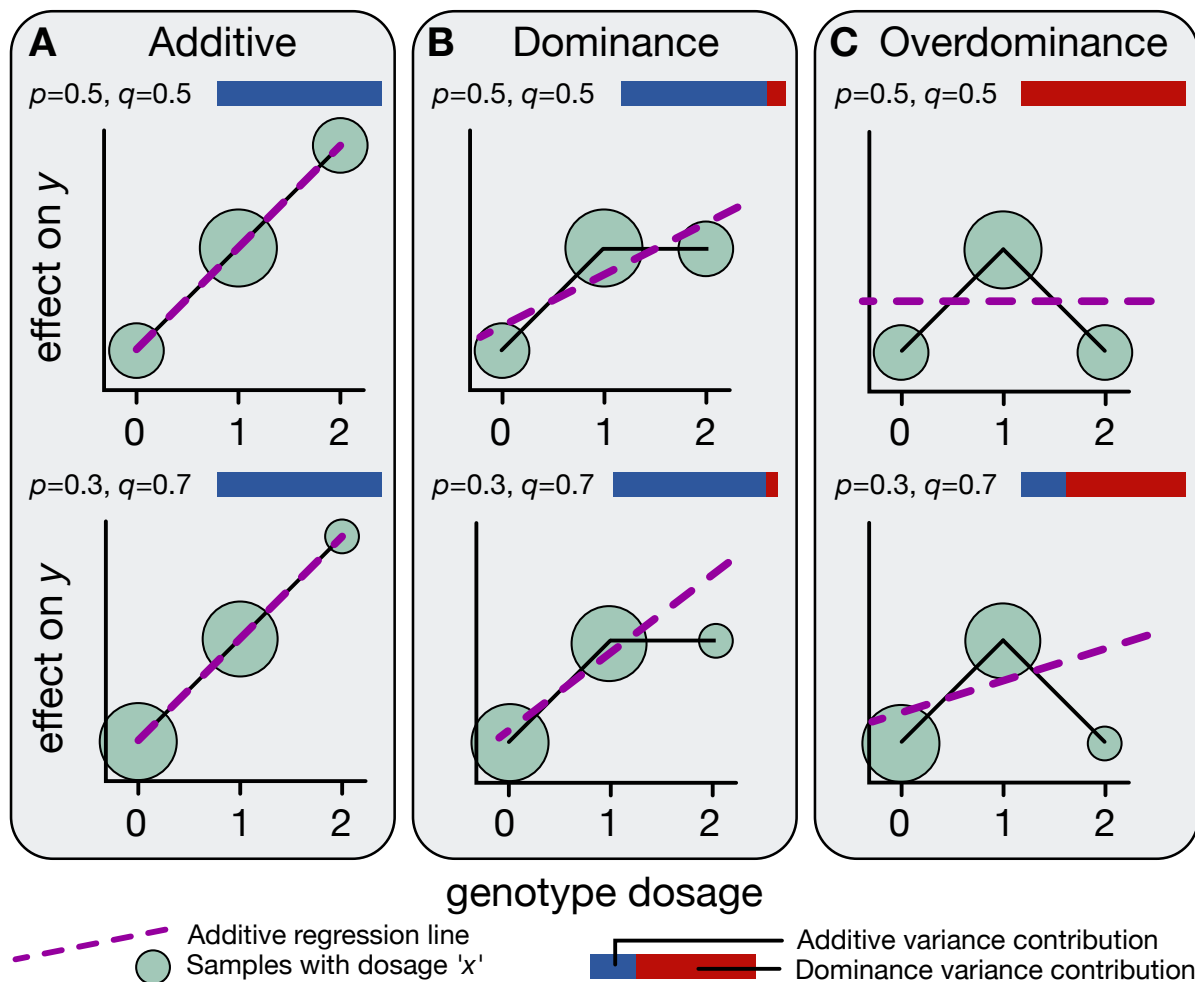 A Additive
p=0.5, q=0.5
effect on y
0 1 2
p=0.3, q=0.7
effect on y
0 1 2
B Dominance
p=0.5, q=0.5
0 1 2
p=0.3, q=0.7
0 1 2
C Overdominance
p=0.5, q=0.5
0 1 2
p=0.3, q=0.7
0 1 2
genotype dosage
Additive regression line
Samples with dosage 'x'
Additive variance contribution
Dominance variance contribution